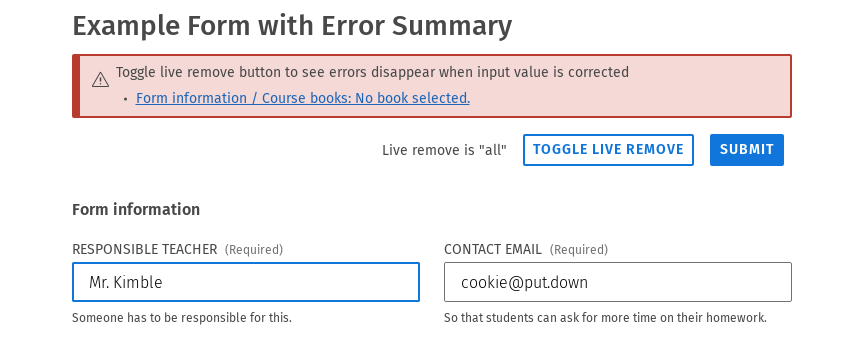 Example Form with Error Summary
Toggle live remove button to see errors disappear when input value is corrected
• Form information / Course books: No book selected.
Live remove is "all" TOGGLE LIVE REMOVE SUBMIT
Form information
RESPONSIBLE TEACHER (Required) CONTACT EMAIL (Required)
Mr. Kimble cookie@put.down
Someone has to be responsible for this. So that students can ask for more time on their homework.